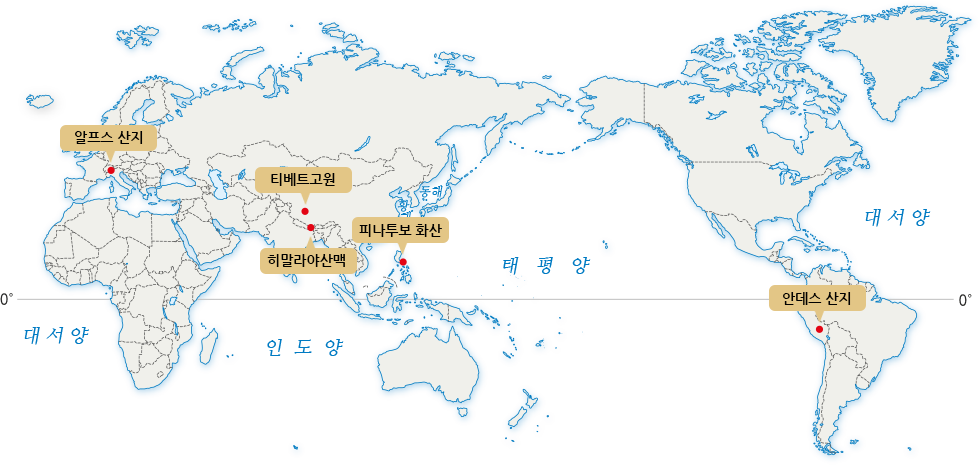 알프스 산지
티베트고원
동해
황해
대서양
피나투보 화산
히말라야산맥
태평양
0°
안데스 산지
0°
대서양
인도양